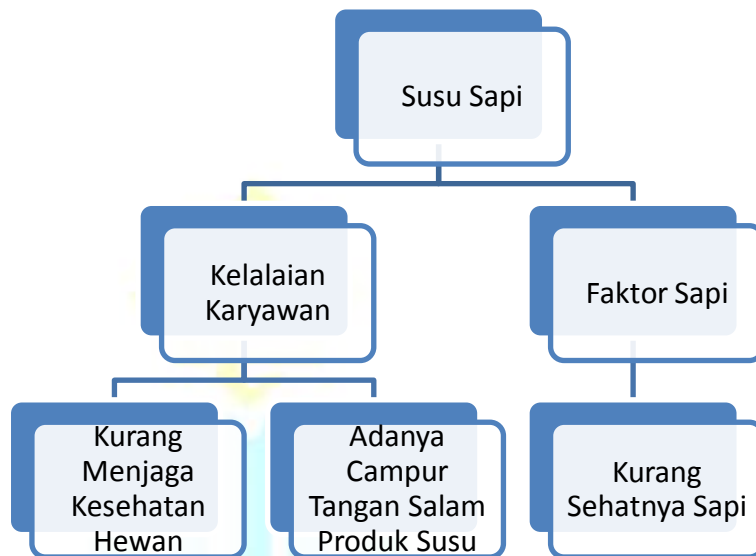 Susu Sapi
Kelalaian
Karyawan
Faktor Sapi
Kurang
Menjaga
Kesehatan
Hewan
Adanya
Campur
Tangan Salam
Produk Susu
Kurang
Sehatnya Sapi